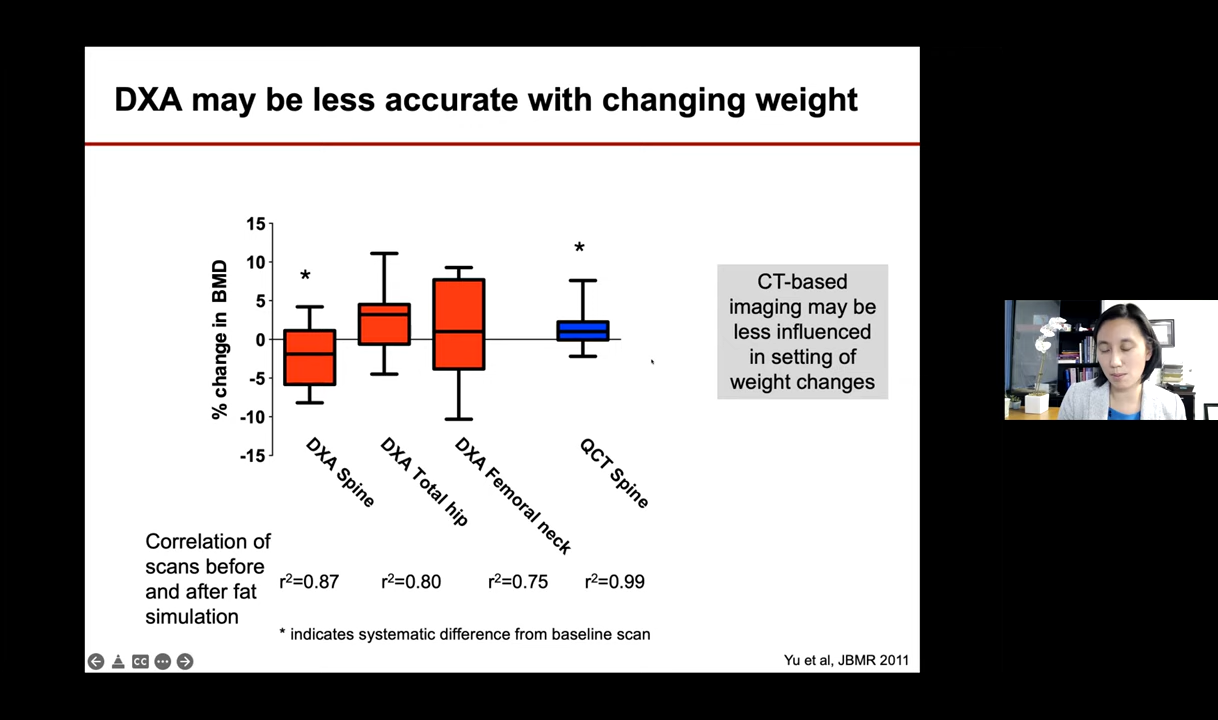 DXA may be less accurate with changing weight
15
10
5
0
-5
-10
-15
% change in BMD
*
*
DXA Spine
DXA Total hip
DXA Femoral neck
QCT Spine
CT-based
imaging may be
less influenced
in setting of
weight changes
Correlation of
scans before
and after fat
simulation
r²=0.87
r²=0.80
r²=0.75
r²=0.99
* indicates systematic difference from baseline scan
CC
Yu et al, JBMR 2011